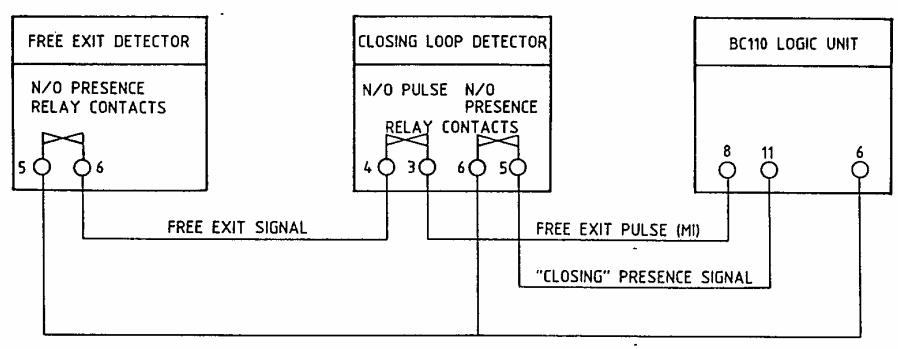 FREE EXIT DETECTOR
N/O PRESENCE
RELAY CONTACTS
5
6
CLOSING LOOP DETECTOR
N/O PULSE N/O
PRESENCE
RELAY CONTACTS
4
3
6
5
BC110 LOGIC UNIT
8
11
6
FREE EXIT SIGNAL
FREE EXIT PULSE (MI)
"CLOSING" PRESENCE SIGNAL